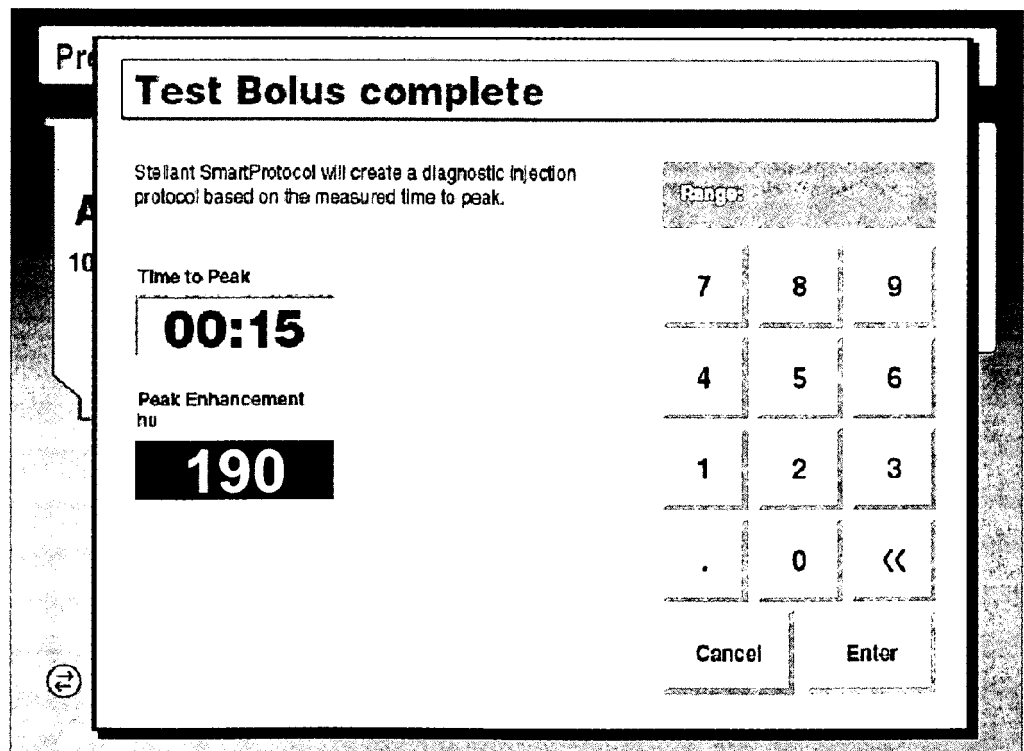 Pre
Test Bolus complete
Stellant SmartProtocol will create a diagnostic injection
protocol based on the measured time to peak.
Range:
A
10
Time to Peak
00:15
Peak Enhancement
hu
190
7 8 9
4 5 6
1 2 3
. 0 <<
Cancel Enter